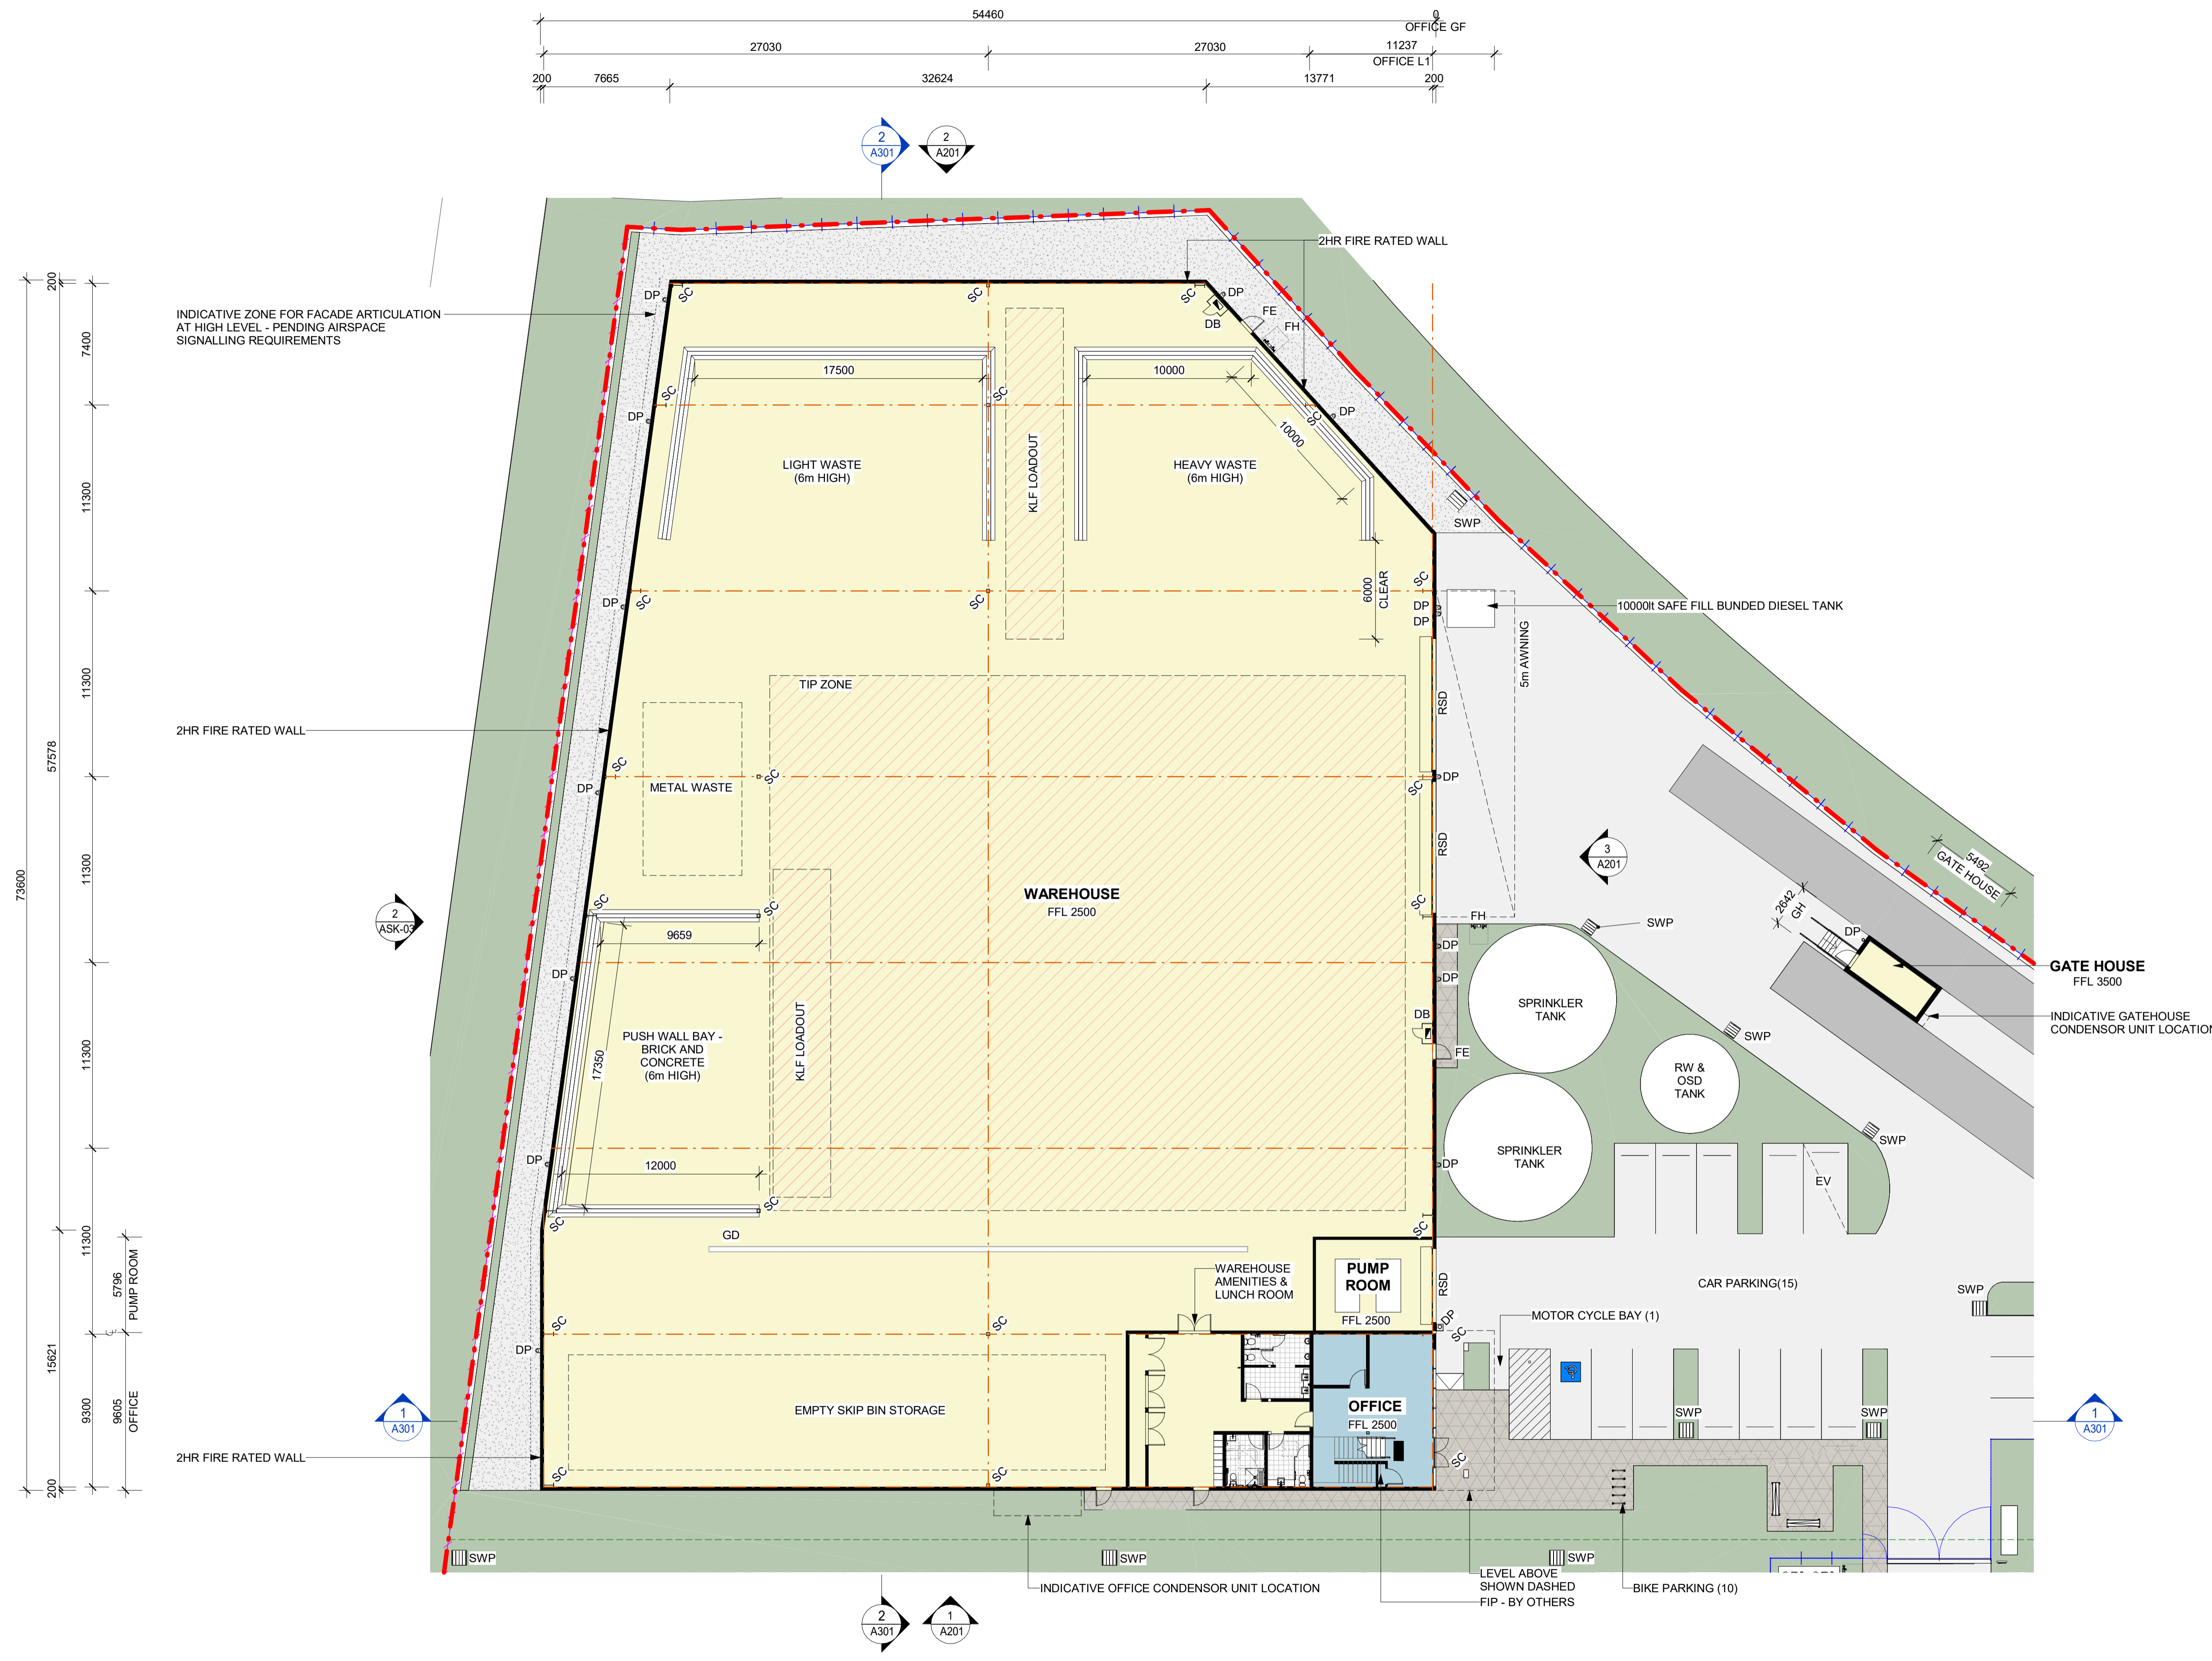 54460
0
OFFICE GF
27030
27030
11237
OFFICE L1
200
7665
32624
13771
200
2
A301
2
A201
2HR FIRE RATED WALL
INDICATIVE ZONE FOR FACADE ARTICULATION
AT HIGH LEVEL - PENDING AIRSPACE
SIGNALLING REQUIREMENTS
200
7400
11300
11300
11300
11300
11300
9300
200
57578
15621
73600
5796
PUMP ROOM
9605
OFFICE
DP
SC
SC
SC
DP
DB
FE
FH
17500
10000
10000
SC
DP
SC
SC
DP
LIGHT WASTE
(6m HIGH)
KLF LOADOUT
HEAVY WASTE
(6m HIGH)
SWP
6000
CLEAR
SC
DP
DP
DP
SC
SC
10000lt SAFE FILL BUNDED DIESEL TANK
5m AWNING
TIP ZONE
RSD
2HR FIRE RATED WALL
SC
SC
DP
METAL WASTE
DP
SC
RSD
3
A201
5492
GATE HOUSE
2642
GH
DP
WAREHOUSE
FFL 2500
2
ASK-03
SC
SC
SC
9659
FH
SWP
DP
DP
DP
GATE HOUSE
FFL 3500
INDICATIVE GATEHOUSE
CONDENSOR UNIT LOCATION
SPRINKLER
TANK
DB
FE
SWP
PUSH WALL BAY -
BRICK AND
CONCRETE
(6m HIGH)
17350
KLF LOADOUT
RW &
OSD
TANK
SPRINKLER
TANK
SWP
DP
12000
DP
EV
SC
SC
SC
GD
PUMP
ROOM
FFL 2500
RSD
WAREHOUSE
AMENITIES &
LUNCH ROOM
CAR PARKING(15)
SWP
MOTOR CYCLE BAY (1)
DP
SC
SC
SC
DP
1
A301
EMPTY SKIP BIN STORAGE
OFFICE
FFL 2500
SWP
SWP
1
A301
2HR FIRE RATED WALL
SC
SC
SC
SWP
SWP
SWP
INDICATIVE OFFICE CONDENSOR UNIT LOCATION
LEVEL ABOVE
SHOWN DASHED
FIP - BY OTHERS
BIKE PARKING (10)
2
A301
1
A201